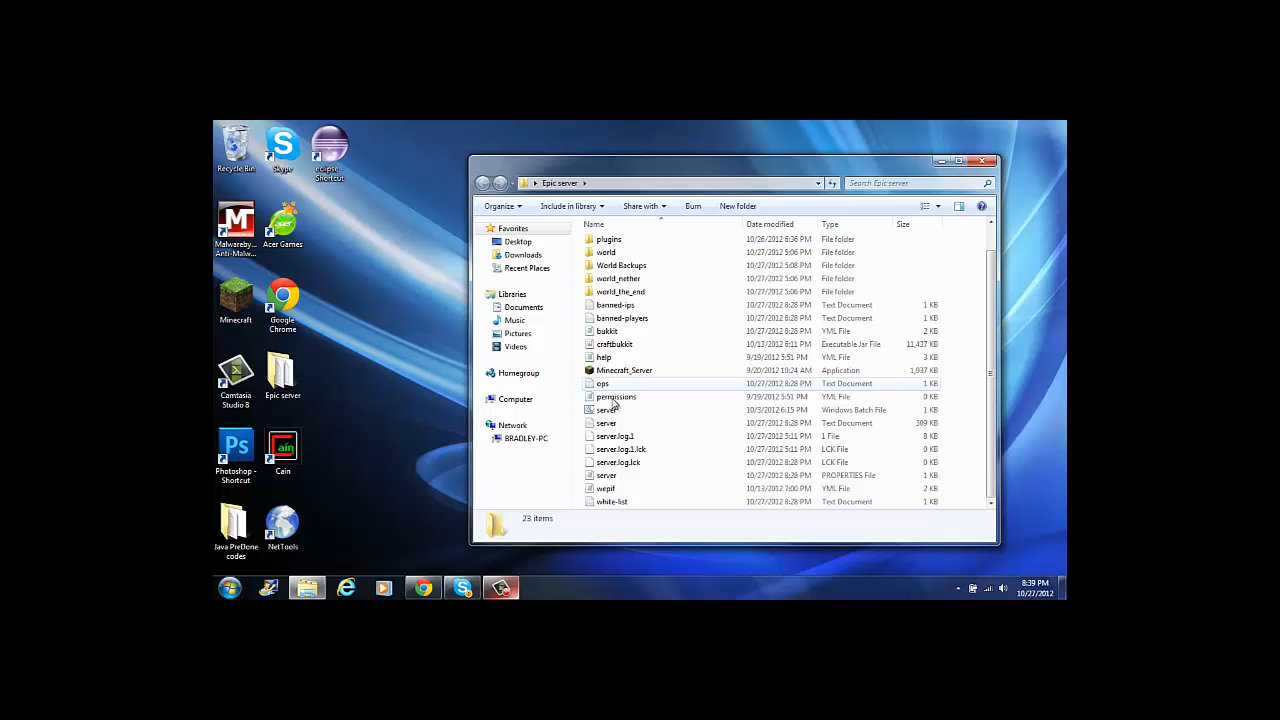 Recycle Bin
Skype
eclipse - Shortcut
Malwareby... Anti-Malw...
Acer Games
Minecraft
Google Chrome
Camtasia Studio 8
Epic server
Photoshop - Shortcut
Cain
Java PreDone codes
NetTools
Epic server
Search Epic server
Organize Include in library Share with Burn New folder
Favorites
Desktop
Downloads
Recent Places
Libraries
Documents
Music
Pictures
Videos
Homegroup
Computer
Network
BRADLEY-PC
Name Date modified Type Size
plugins 10/26/2012 6:36 PM File folder
world 10/27/2012 5:06 PM File folder
World Backups 10/27/2012 5:08 PM File folder
world_nether 10/27/2012 5:06 PM File folder
world_the_end 10/27/2012 5:06 PM File folder
banned-ips 10/27/2012 8:28 PM Text Document 1 KB
banned-players 10/27/2012 8:28 PM Text Document 1 KB
bukkit 10/27/2012 8:28 PM YML File 2 KB
craftbukkit 10/13/2012 6:11 PM Executable Jar File 11,437 KB
help 9/19/2012 5:51 PM YML File 3 KB
Minecraft_Server 9/20/2012 10:24 AM Application 1,937 KB
ops 10/27/2012 8:28 PM Text Document 1 KB
permissions 9/19/2012 5:51 PM YML File 0 KB
server 10/3/2012 6:15 PM Windows Batch File 1 KB
server 10/27/2012 8:28 PM Text Document 309 KB
server.log.1 10/27/2012 5:11 PM 1 File 8 KB
server.log.1.lck 10/27/2012 5:11 PM LCK File 0 KB
server.log.lck 10/27/2012 8:28 PM LCK File 0 KB
server 10/27/2012 8:28 PM PROPERTIES File 1 KB
wepif 10/13/2012 7:00 PM YML File 2 KB
white-list 10/27/2012 8:28 PM Text Document 1 KB
23 items
8:39 PM
10/27/2012